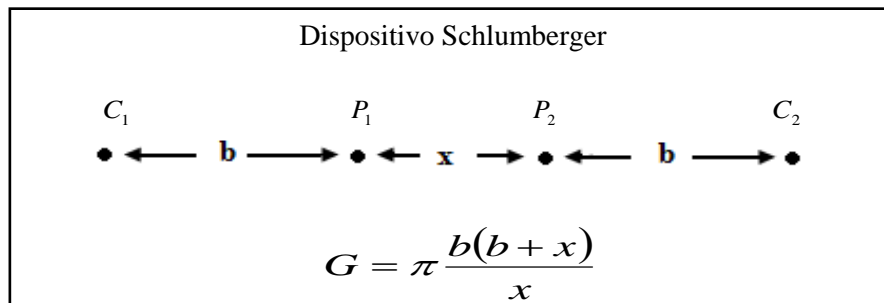 Dispositivo Schlumberger
C₁ P₁ P₂ C₂
b x b
G = π b(b + x) / x